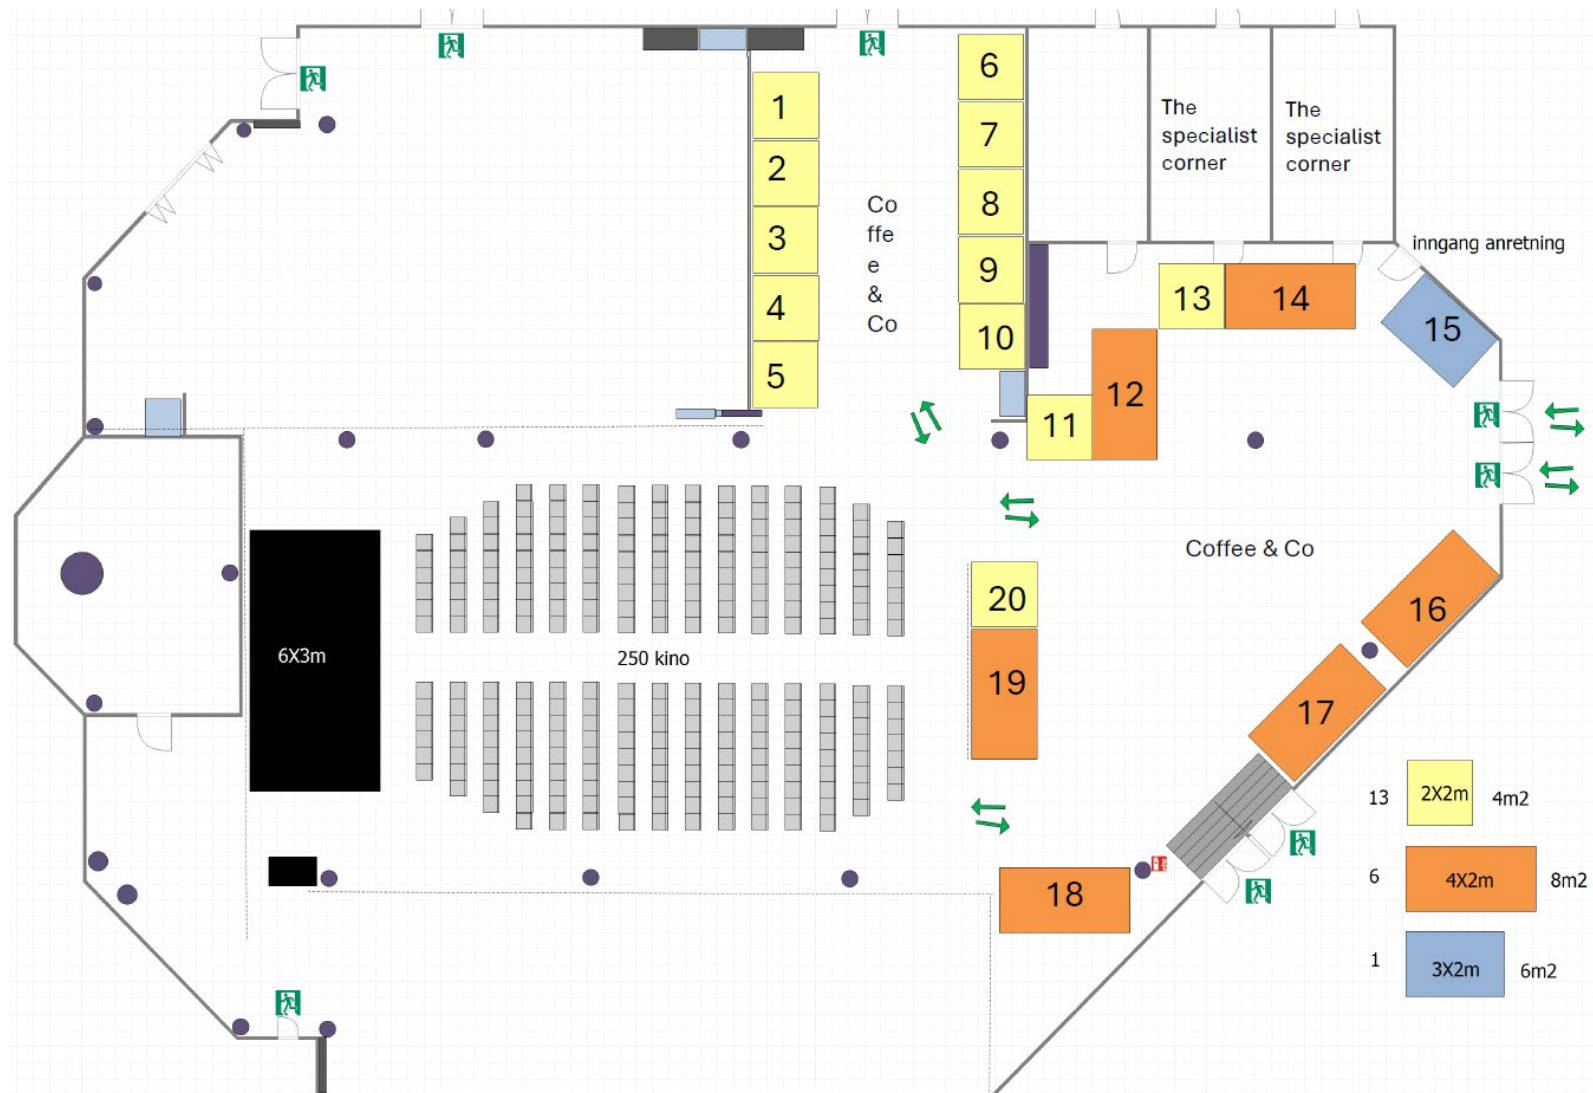 1
2
3
4
5
6
7
8
9
10
Co
ffe
e
&
Co
The
specialist
corner
The
specialist
corner
inngang anretning
13
14
15
12
11
Coffee & Co
20
19
16
17
18
6X3m
250 kino
13 2X2m 4m2
6 4X2m 8m2
1 3X2m 6m2